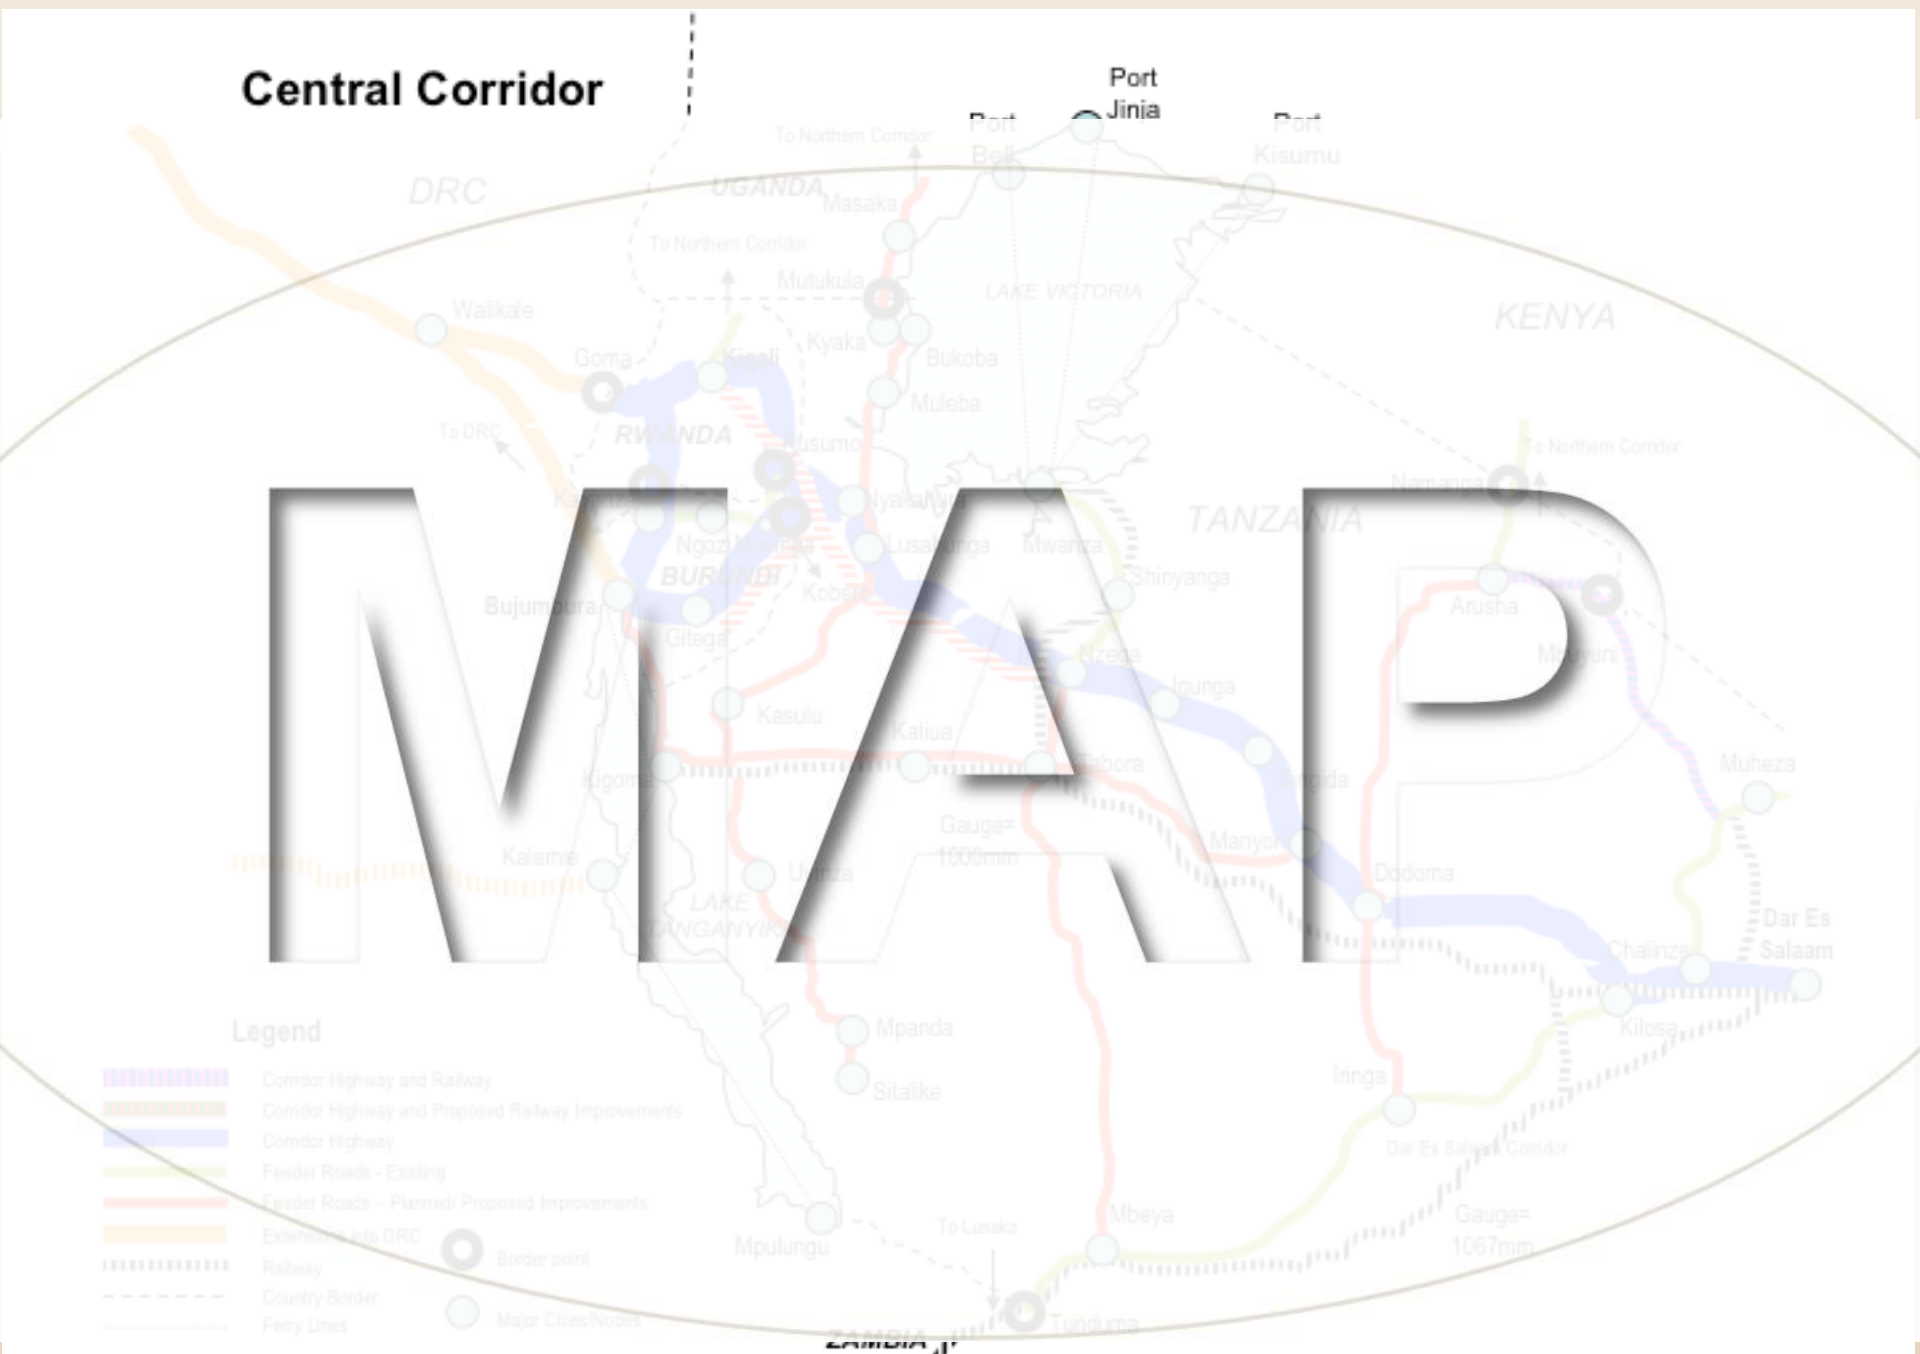 Central Corridor
Port
Jinja
Port
Bell
Port
Kisumu
To Northern Corridor
DRC
UGANDA
Masaka
To Northern Corridor
Mutukula
LAKE VICTORIA
Walikale
KENYA
Kyaka
Goma
Kigali
Bukoba
Muleba
To DRC
RWANDA
Rusumo
To Northern Corridor
Namanga
TANZANIA
MAP
Ngozi
Lusahunga
Mwanza
BURUNDI
Shinyanga
Kobero
Bujumbura
Arusha
Gitega
Nzega
Mbuyuni
Igunga
Kasulu
Kaliua
Kigoma
Tabora
Singida
Muheza
Gauge=
1000mm
Kalemie
Uvinza
Dodoma
LAKE
TANGANYIKA
Dar Es
Salaam
Chalinze
Kilosa
Mpanda
Sitalike
Iringa
Dar Es Salaam Corridor
Mbeya
Gauge=
1067mm
To Lusaka
Mpulungu
Tunduma
ZAMBIA
Legend
Corridor Highway and Railway
Corridor Highway and Proposed Railway Improvements
Corridor Highway
Feeder Roads - Existing
Feeder Roads - Planned/ Proposed Improvements
Extensions into DRC
Border point
Railway
Country Border
Major Cities/Nodes
Ferry Lines